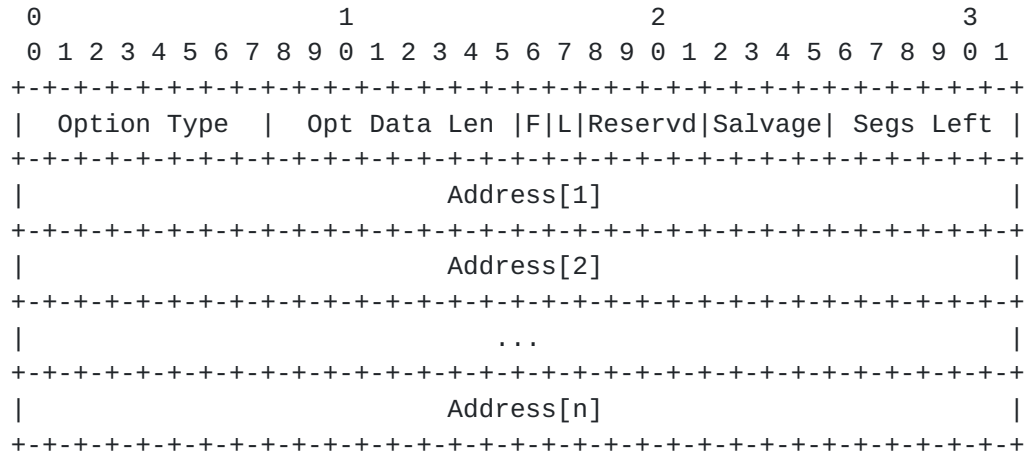 0                   1                   2                   3
 0 1 2 3 4 5 6 7 8 9 0 1 2 3 4 5 6 7 8 9 0 1 2 3 4 5 6 7 8 9 0 1
+-+-+-+-+-+-+-+-+-+-+-+-+-+-+-+-+-+-+-+-+-+-+-+-+-+-+-+-+-+-+-+-+
|  Option Type  |  Opt Data Len |F|L|Reservd|Salvage| Segs Left |
+-+-+-+-+-+-+-+-+-+-+-+-+-+-+-+-+-+-+-+-+-+-+-+-+-+-+-+-+-+-+-+-+
|                           Address[1]                          |
+-+-+-+-+-+-+-+-+-+-+-+-+-+-+-+-+-+-+-+-+-+-+-+-+-+-+-+-+-+-+-+-+
|                           Address[2]                          |
+-+-+-+-+-+-+-+-+-+-+-+-+-+-+-+-+-+-+-+-+-+-+-+-+-+-+-+-+-+-+-+-+
|                              ...                              |
+-+-+-+-+-+-+-+-+-+-+-+-+-+-+-+-+-+-+-+-+-+-+-+-+-+-+-+-+-+-+-+-+
|                           Address[n]                          |
+-+-+-+-+-+-+-+-+-+-+-+-+-+-+-+-+-+-+-+-+-+-+-+-+-+-+-+-+-+-+-+-+